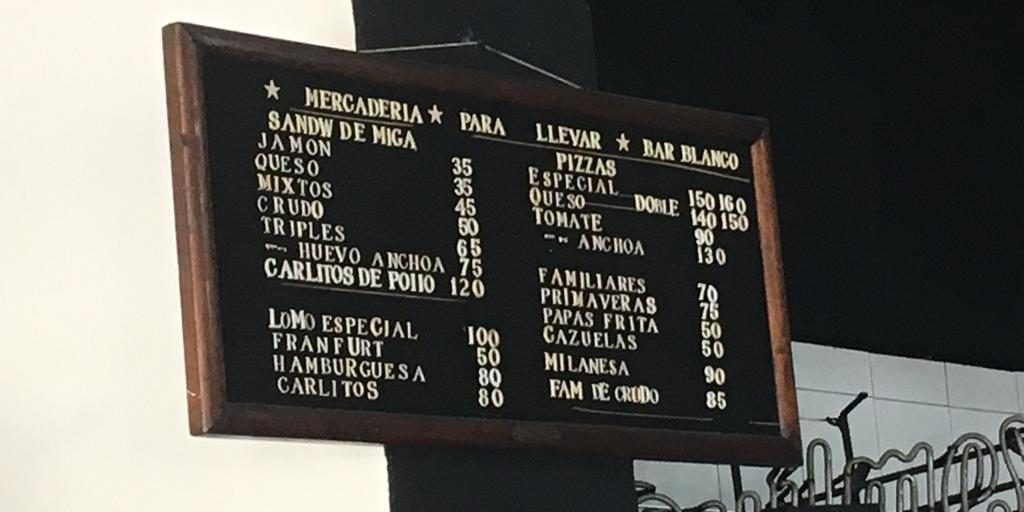 ★ MERCADERIA ★ PARA LLEVAR ★ BAR BLANCO
SANDW DE MIGA
JAMON 35
QUESO 35
MIXTOS 45
CRUDO 50
TRIPLES 65
-- HUEVO ANCHOA 75
CARLITOS DE POllO 120
LOMO ESPECIAL 100
FRANFURT 50
HAMBURGUESA 80
CARLITOS 80
PIZZAS
ESPECIAL 150 160
QUESO DOBLE 140 150
TOMATE 90
-- ANCHOA 130
FAMILIARES 70
PRIMAVERAS 75
PAPAS FRITA 50
CAZUELAS 50
MILANESA 90
FAM DE CRUDO 85